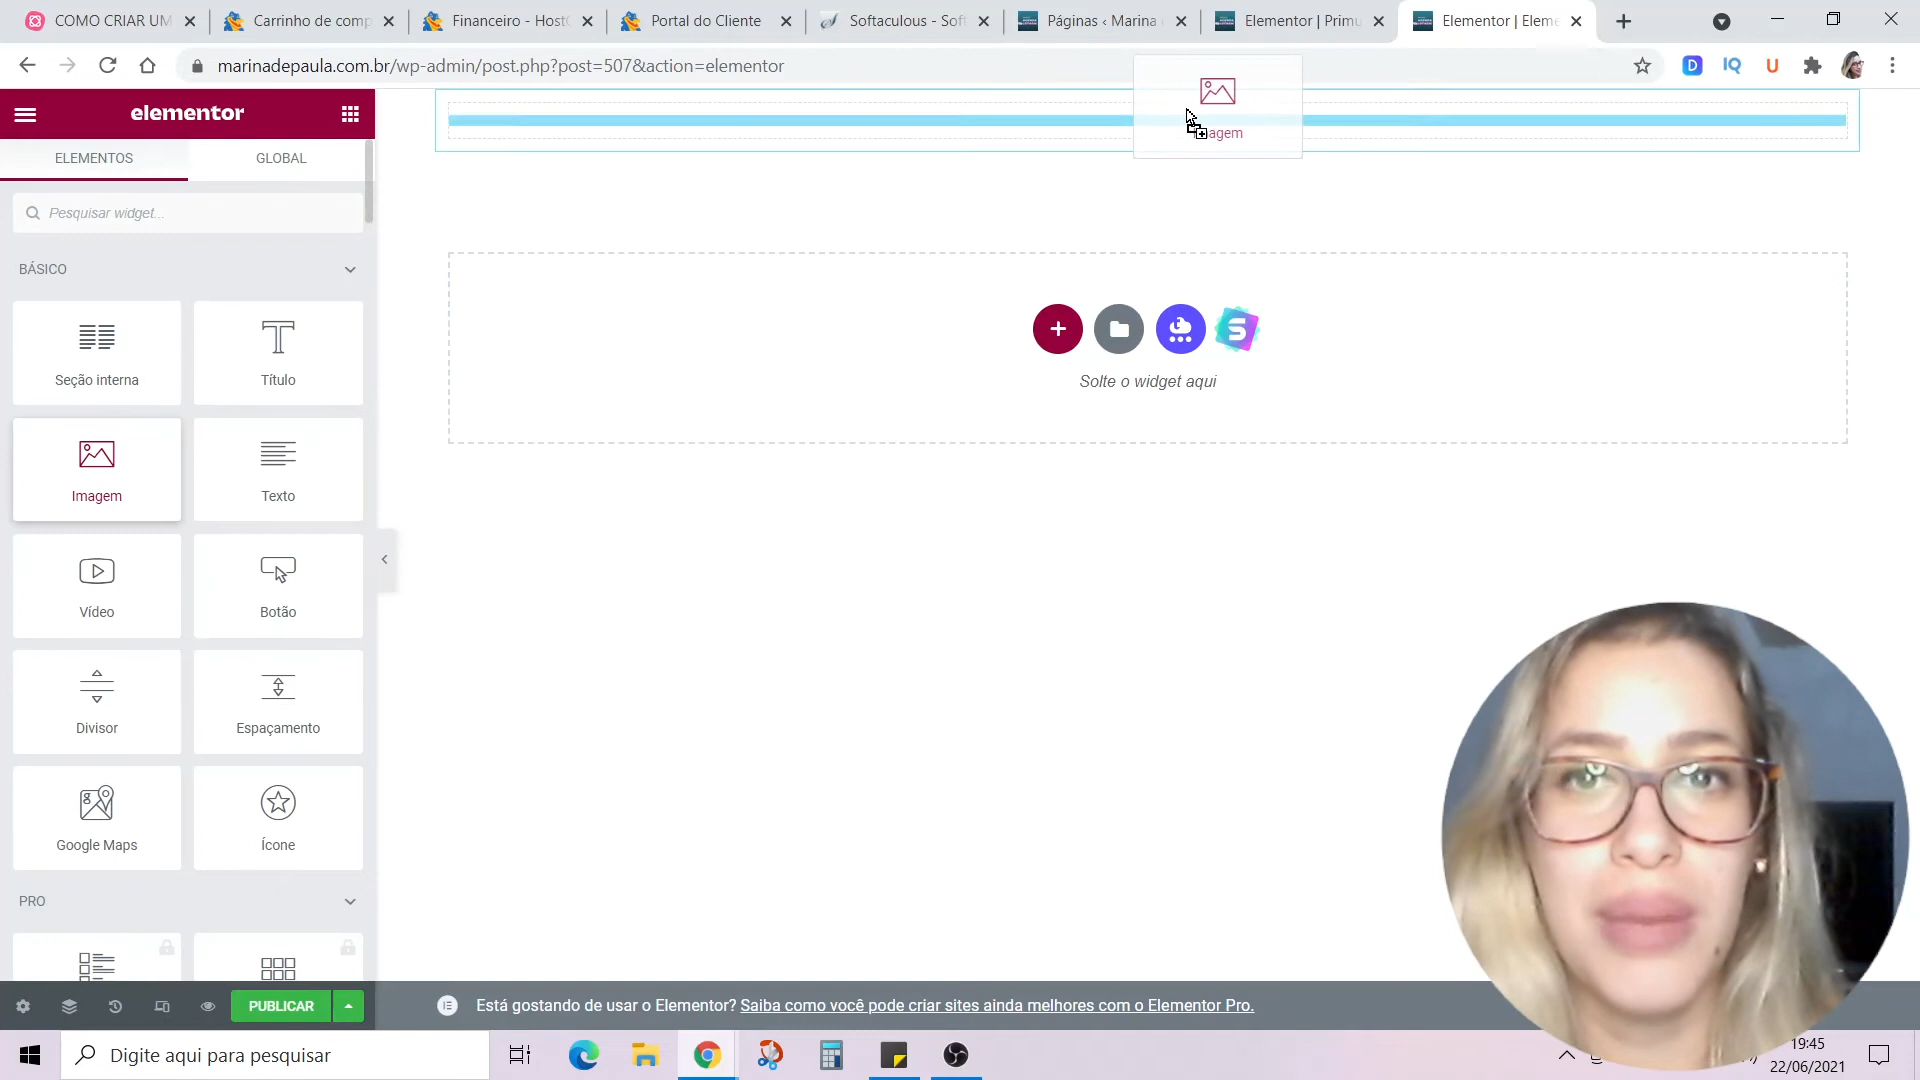 COMO CRIAR UM
Carrinho de comp
Financeiro - Host
Portal do Cliente
Softaculous - Sof
Páginas ‹ Marina
Elementor | Primu
Elementor | Eleme
marinadepaula.com.br/wp-admin/post.php?post=507&action=elementor
D
IQ
U
elementor
ELEMENTOS
GLOBAL
Pesquisar widget...
BÁSICO
Seção interna
Título
Imagem
Texto
Vídeo
Botão
Divisor
Espaçamento
Google Maps
Ícone
PRO
agem
S
Solte o widget aqui
PUBLICAR
Está gostando de usar o Elementor? Saiba como você pode criar sites ainda melhores com o Elementor Pro.
Digite aqui para pesquisar
19:45
22/06/2021